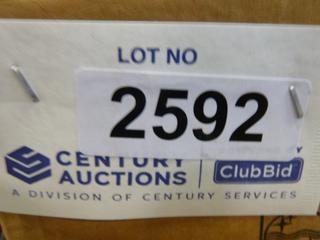 LOT NO
2592
CENTURY
AUCTIONS
ClubBid
A DIVISION OF CENTURY SERVICES